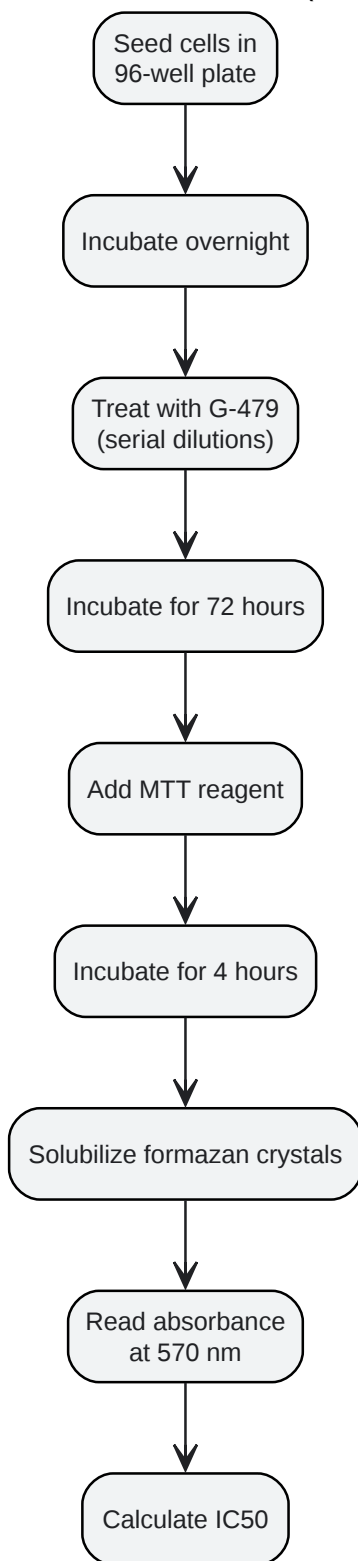 Seed cells in
96-well plate
Incubate overnight
Treat with G-479
(serial dilutions)
Incubate for 72 hours
Add MTT reagent
Incubate for 4 hours
Solubilize formazan crystals
Read absorbance
at 570 nm
Calculate IC50